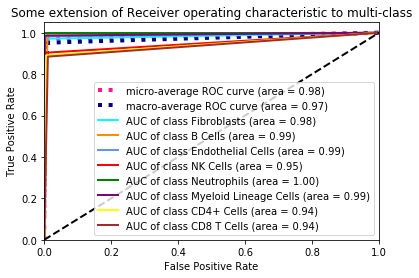 Some extension of Receiver operating characteristic to multi-class
True Positive Rate
1.0
0.8
0.6
0.4
0.2
0.0
micro-average ROC curve (area = 0.98)
macro-average ROC curve (area = 0.97)
AUC of class Fibroblasts (area = 0.98)
AUC of class B Cells (area = 0.99)
AUC of class Endothelial Cells (area = 0.99)
AUC of class NK Cells (area = 0.95)
AUC of class Neutrophils (area = 1.00)
AUC of class Myeloid Lineage Cells (area = 0.99)
AUC of class CD4+ Cells (area = 0.94)
AUC of class CD8 T Cells (area = 0.94)
0.0 0.2 0.4 0.6 0.8 1.0
False Positive Rate